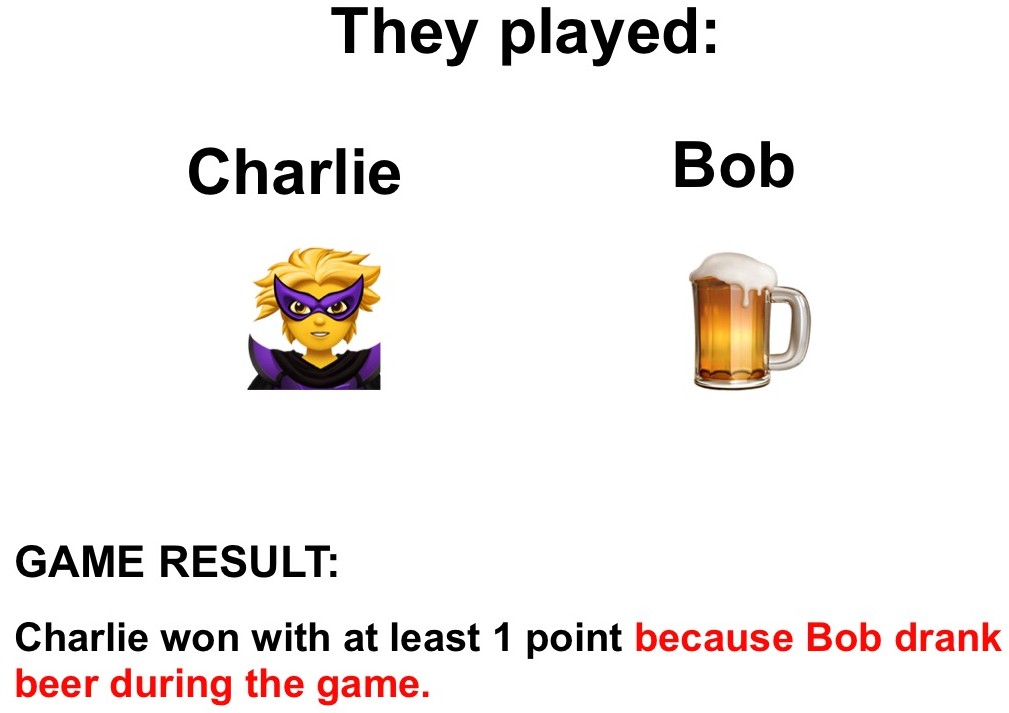 They played:
Charlie
Bob
GAME RESULT:
Charlie won with at least 1 point because Bob drank
beer during the game.